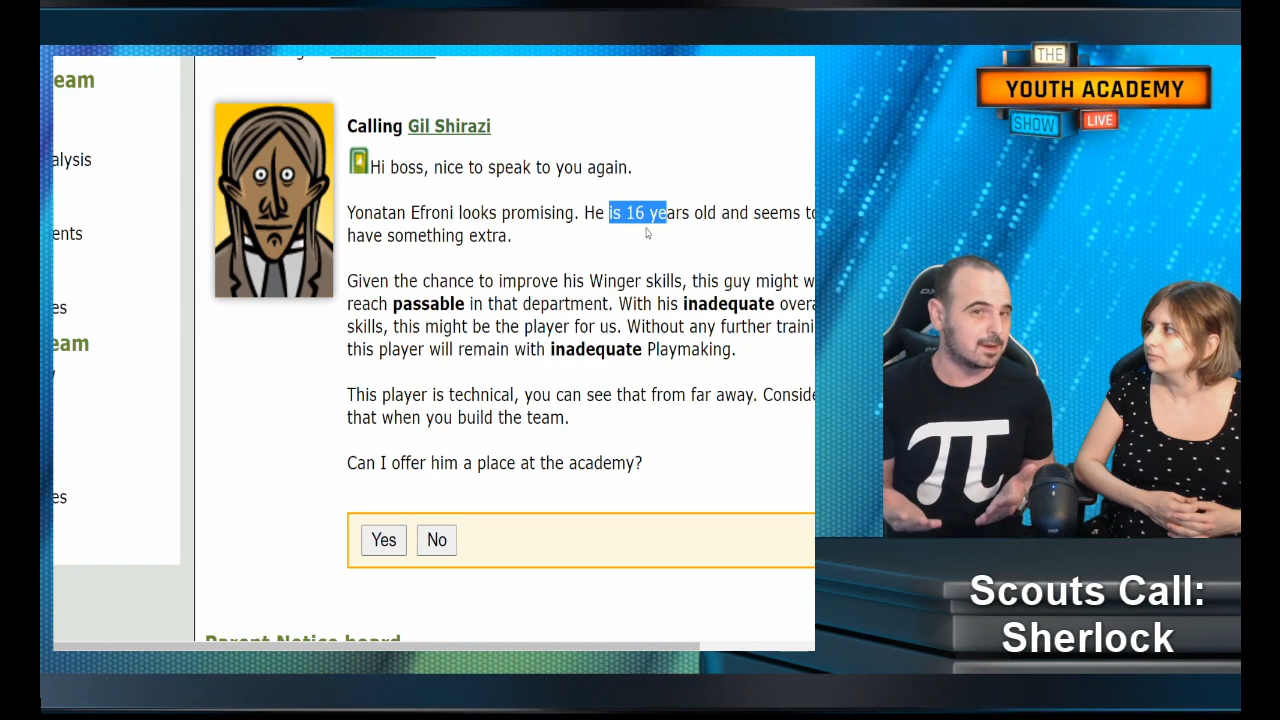 THE
YOUTH ACADEMY
SHOW LIVE
eam
alysis
ents
es
eam
es
Calling Gil Shirazi
Hi boss, nice to speak to you again.
Yonatan Efroni looks promising. He is 16 years old and seems to
have something extra.
Given the chance to improve his Winger skills, this guy might w
reach passable in that department. With his inadequate overa
skills, this might be the player for us. Without any further traini
this player will remain with inadequate Playmaking.
This player is technical, you can see that from far away. Conside
that when you build the team.
Can I offer him a place at the academy?
Yes No
Parent Notice board
π
Scouts Call:
Sherlock